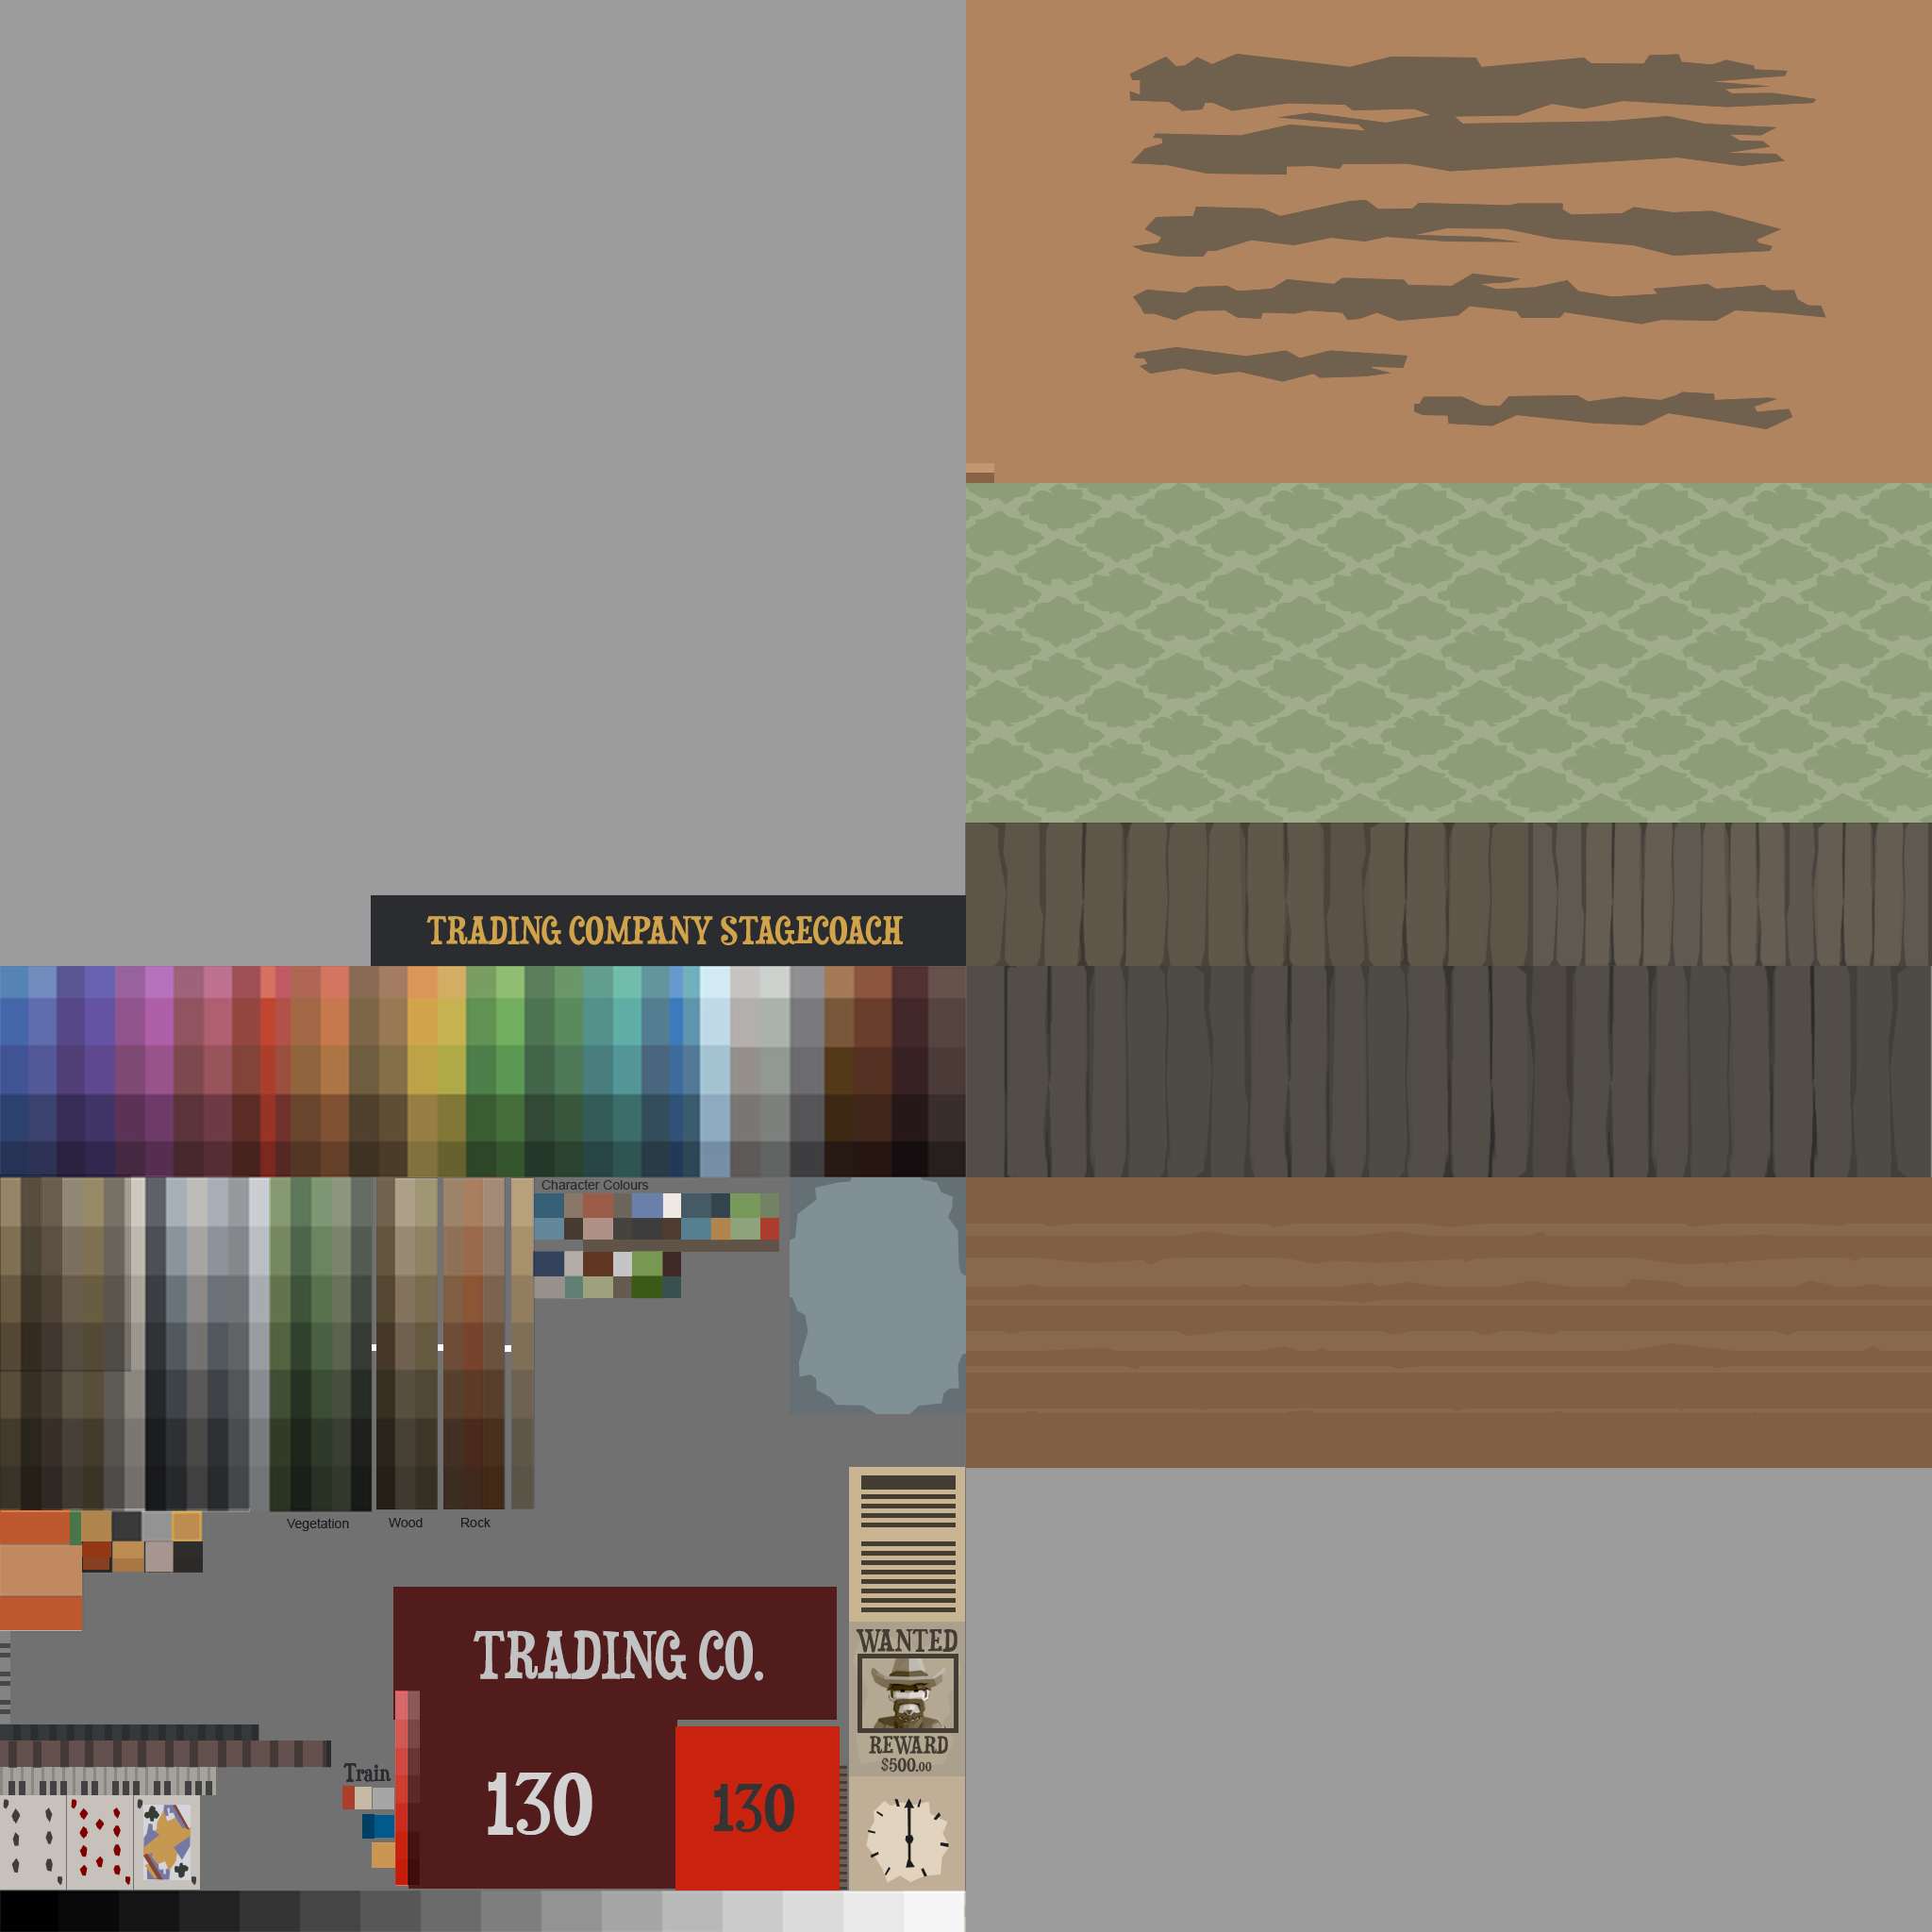 TRADING COMPANY STAGECOACH
Character Colours
Vegetation
Wood
Rock
TRADING CO.
WANTED
REWARD
$500.00
Train
130
130